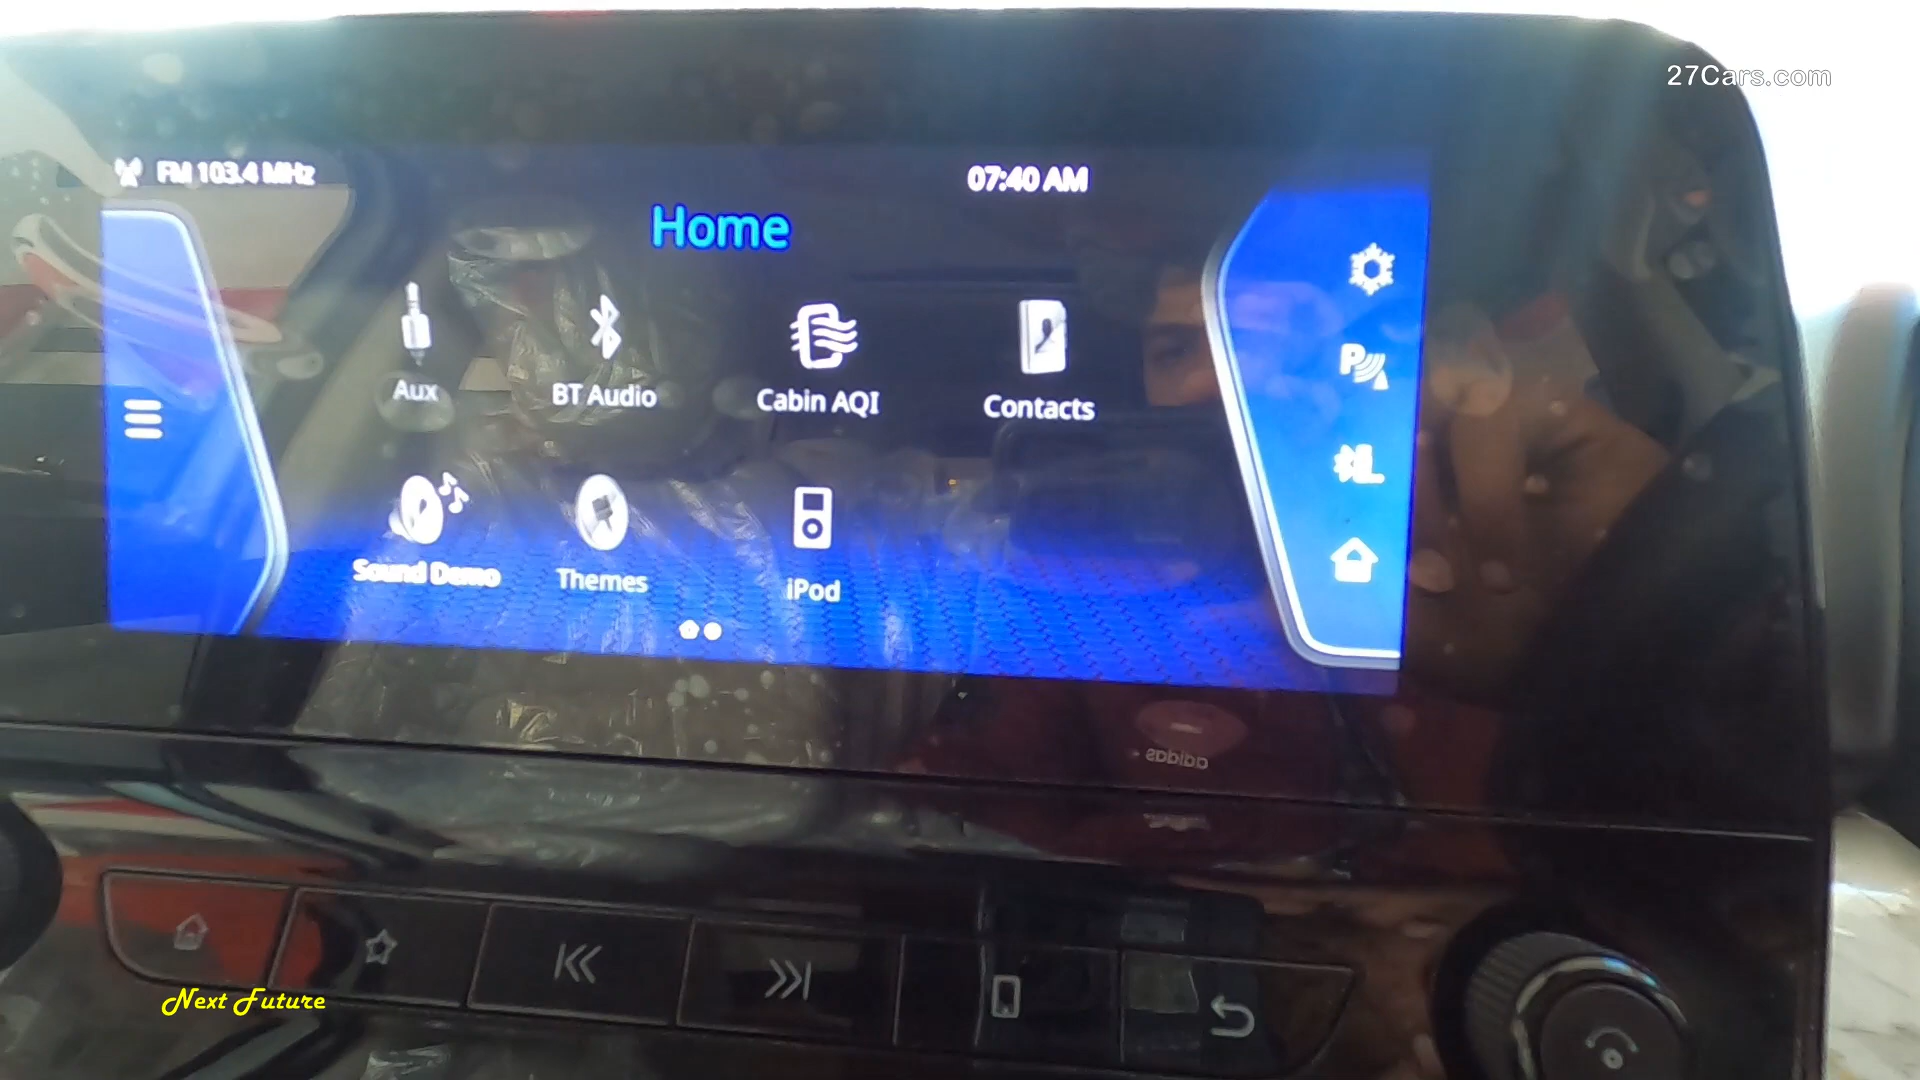 27Cars.com
FM 103.4 MHz
07:40 AM
Home
Aux
BT Audio
Cabin AQI
Contacts
Sound Demo
Themes
iPod
adidas
Next Future